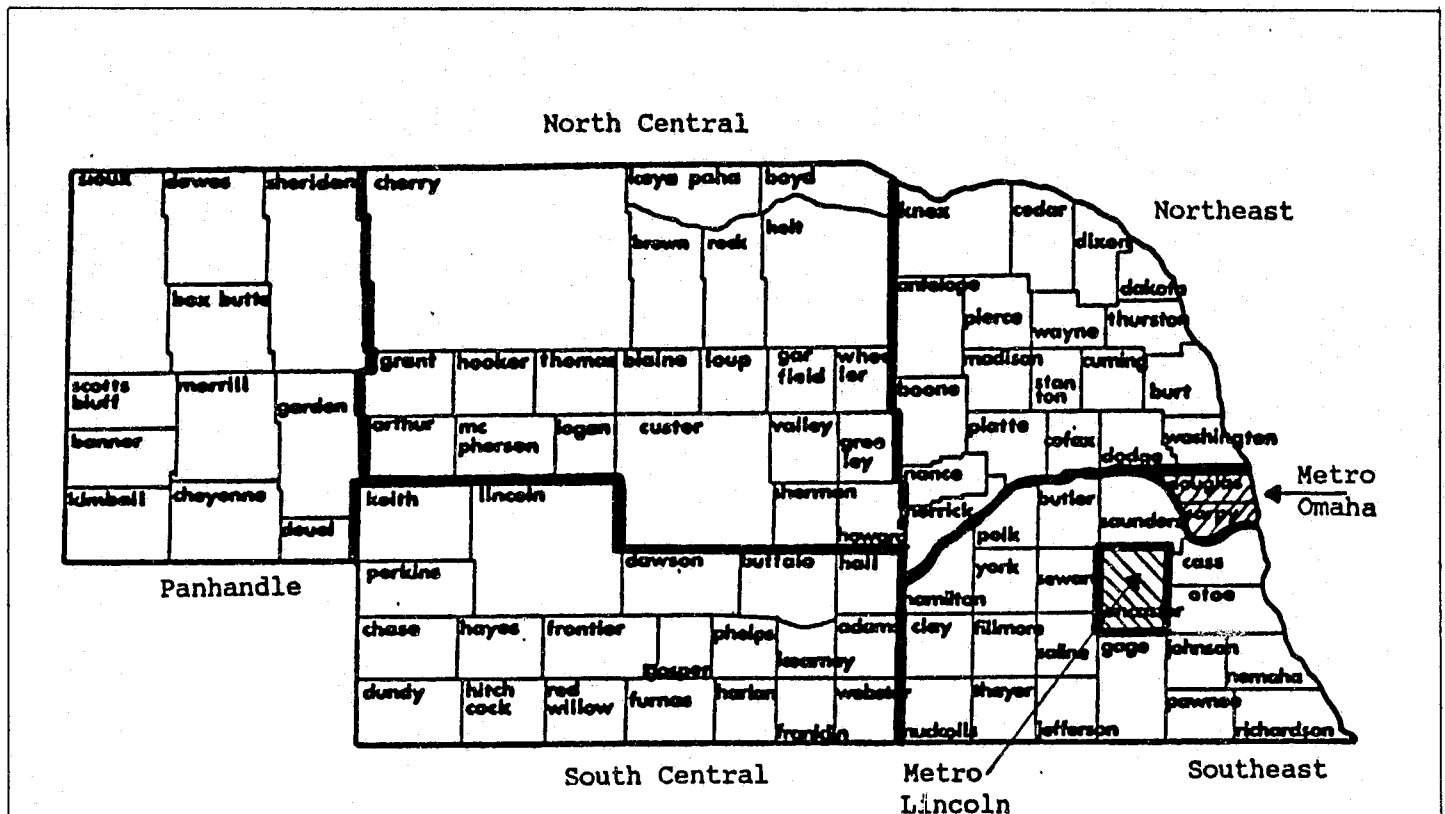 North Central
sioux dawes sheridan cherry keya paha boyd
knox cedar Northeast
holt
brown rock dixon
antelope dakota
box butte
pierce wayne thurston
grant hooker thomas blaine loup gar whee madison cuming
field ler
scotts morrill stan burt
bluff ton
garden boone
arthur mc logan custer valley platte
pherson gree colfax washington
ley
banner dodge
nance Metro
kimball cheyenne keith lincoln sherman butler douglas Omaha
herrick saunders sarpy
deuel howard polk
perkins dawson buffalo hall york cass
Panhandle seward
otoe
hamilton lancaster
chase hayes frontier phelps adams clay fillmore
gosper kearney saline gage johnson
nemaha
dundy hitch red furnas harlan webster thayer pawnee
cock willow
franklin nuckolls jefferson richardson
South Central Metro Southeast
Lincoln